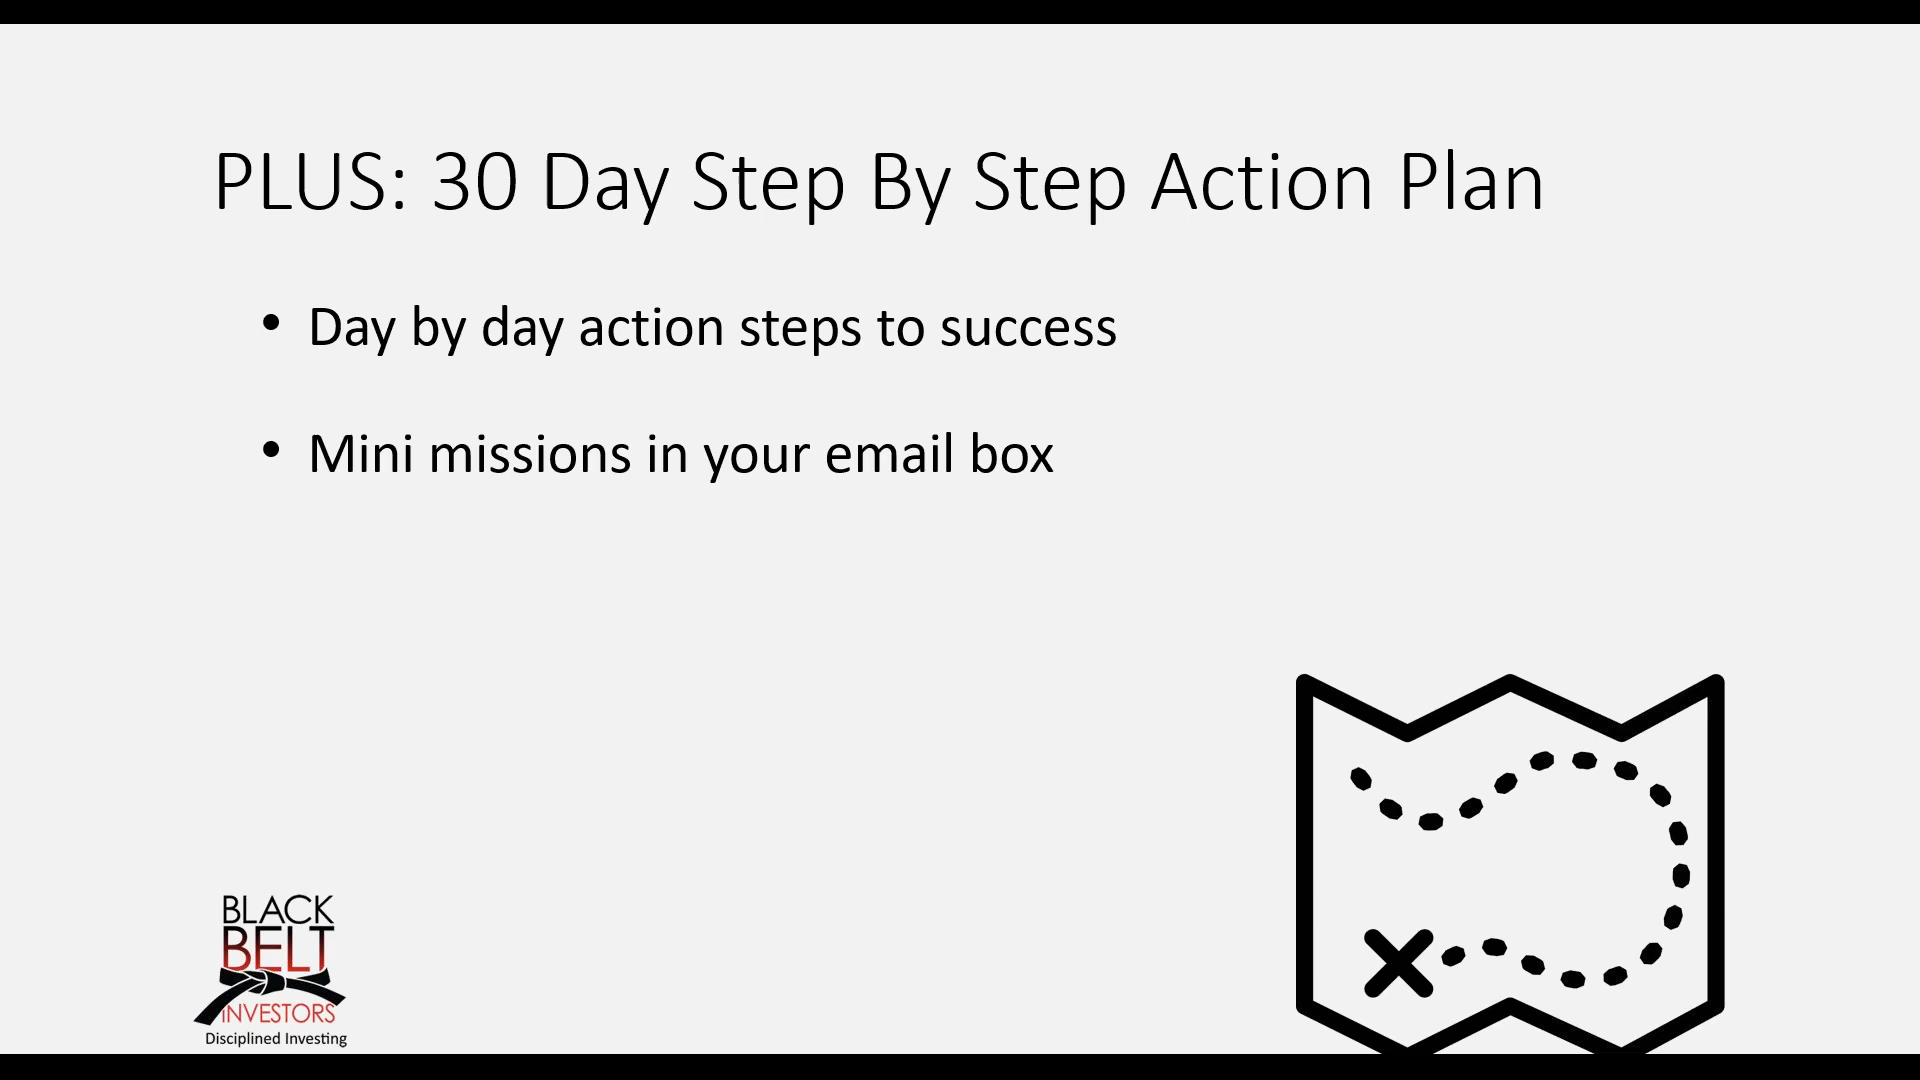 PLUS: 30 Day Step By Step Action Plan
• Day by day action steps to success
• Mini missions in your email box
BLACK
BELT
INVESTORS
Disciplined Investing